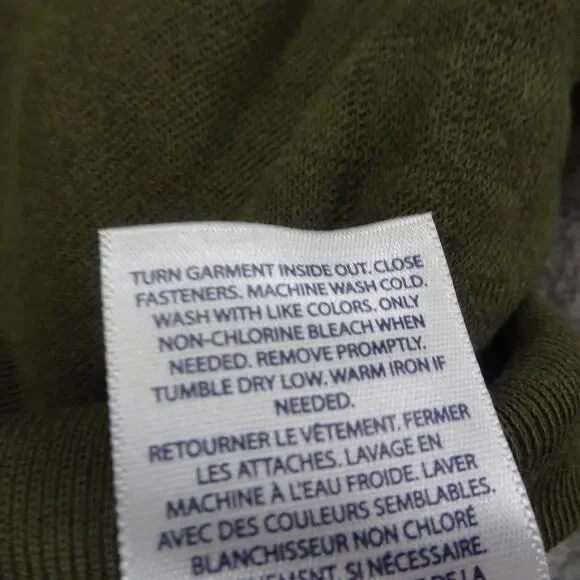 TURN GARMENT INSIDE OUT. CLOSE
FASTENERS. MACHINE WASH COLD.
WASH WITH LIKE COLORS. ONLY
NON-CHLORINE BLEACH WHEN
NEEDED. REMOVE PROMPTLY.
TUMBLE DRY LOW. WARM IRON IF
NEEDED.
RETOURNER LE VÊTEMENT. FERMER
LES ATTACHES. LAVAGE EN
MACHINE À L'EAU FROIDE. LAVER
AVEC DES COULEURS SEMBLABLES.
BLANCHISSEUR NON CHLORÉ
SI NÉCESSAIRE.
DE LA